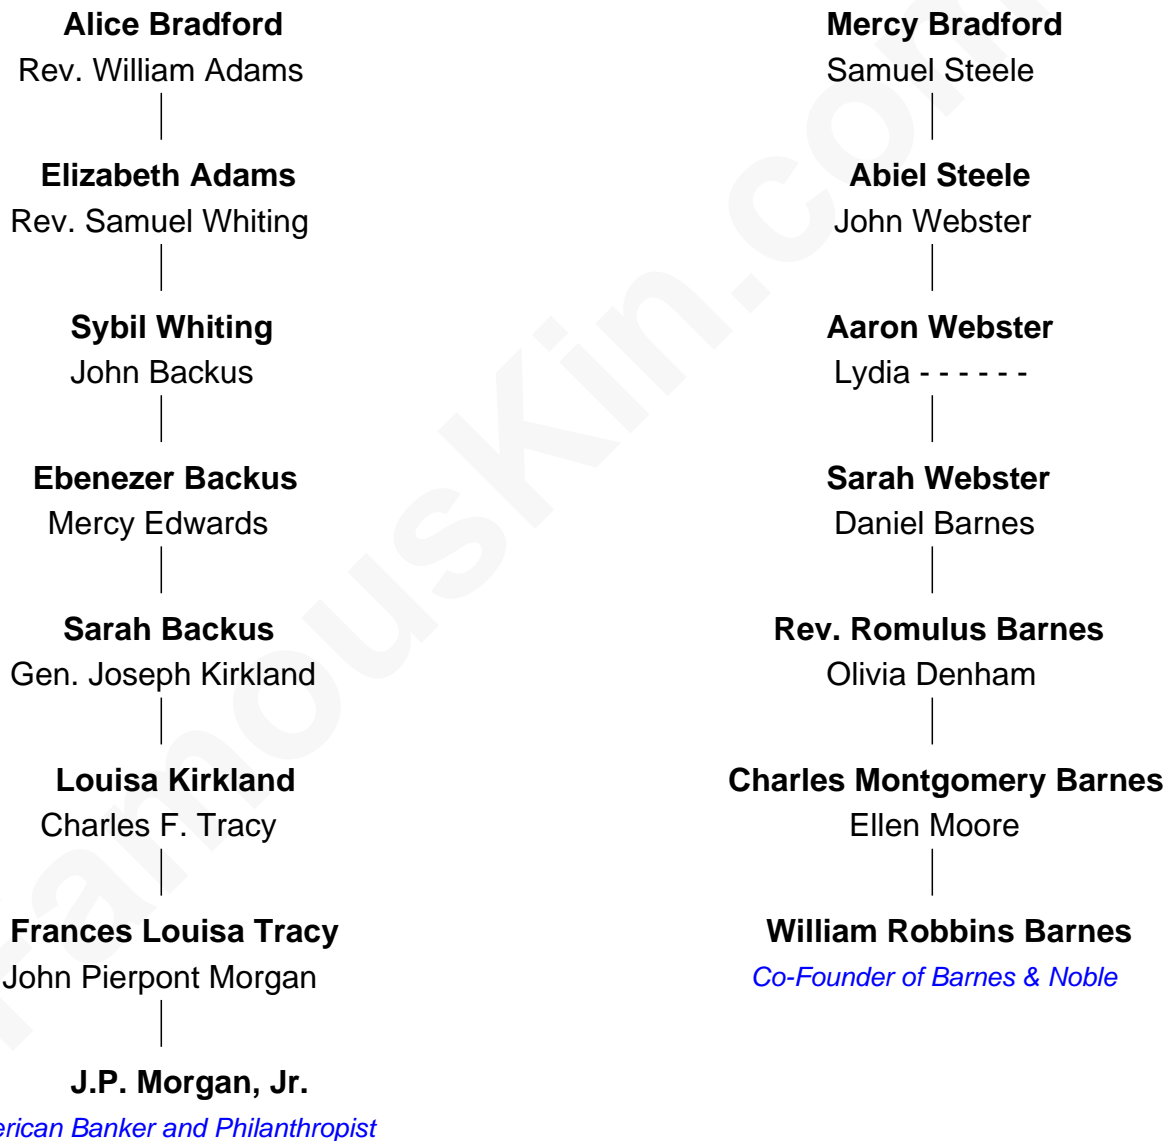 Alice Bradford
Rev. William Adams
Elizabeth Adams
Rev. Samuel Whiting
Sybil Whiting
John Backus
Ebenezer Backus
Mercy Edwards
Sarah Backus
Gen. Joseph Kirkland
Louisa Kirkland
Charles F. Tracy
Frances Louisa Tracy
John Pierpont Morgan
J.P. Morgan, Jr.
erican Banker and Philanthropist
Mercy Bradford
Samuel Steele
Abiel Steele
John Webster
Aaron Webster
Lydia - - - - - -
Sarah Webster
Daniel Barnes
Rev. Romulus Barnes
Olivia Denham
Charles Montgomery Barnes
Ellen Moore
William Robbins Barnes
Co-Founder of Barnes & Noble
FamousKin.com